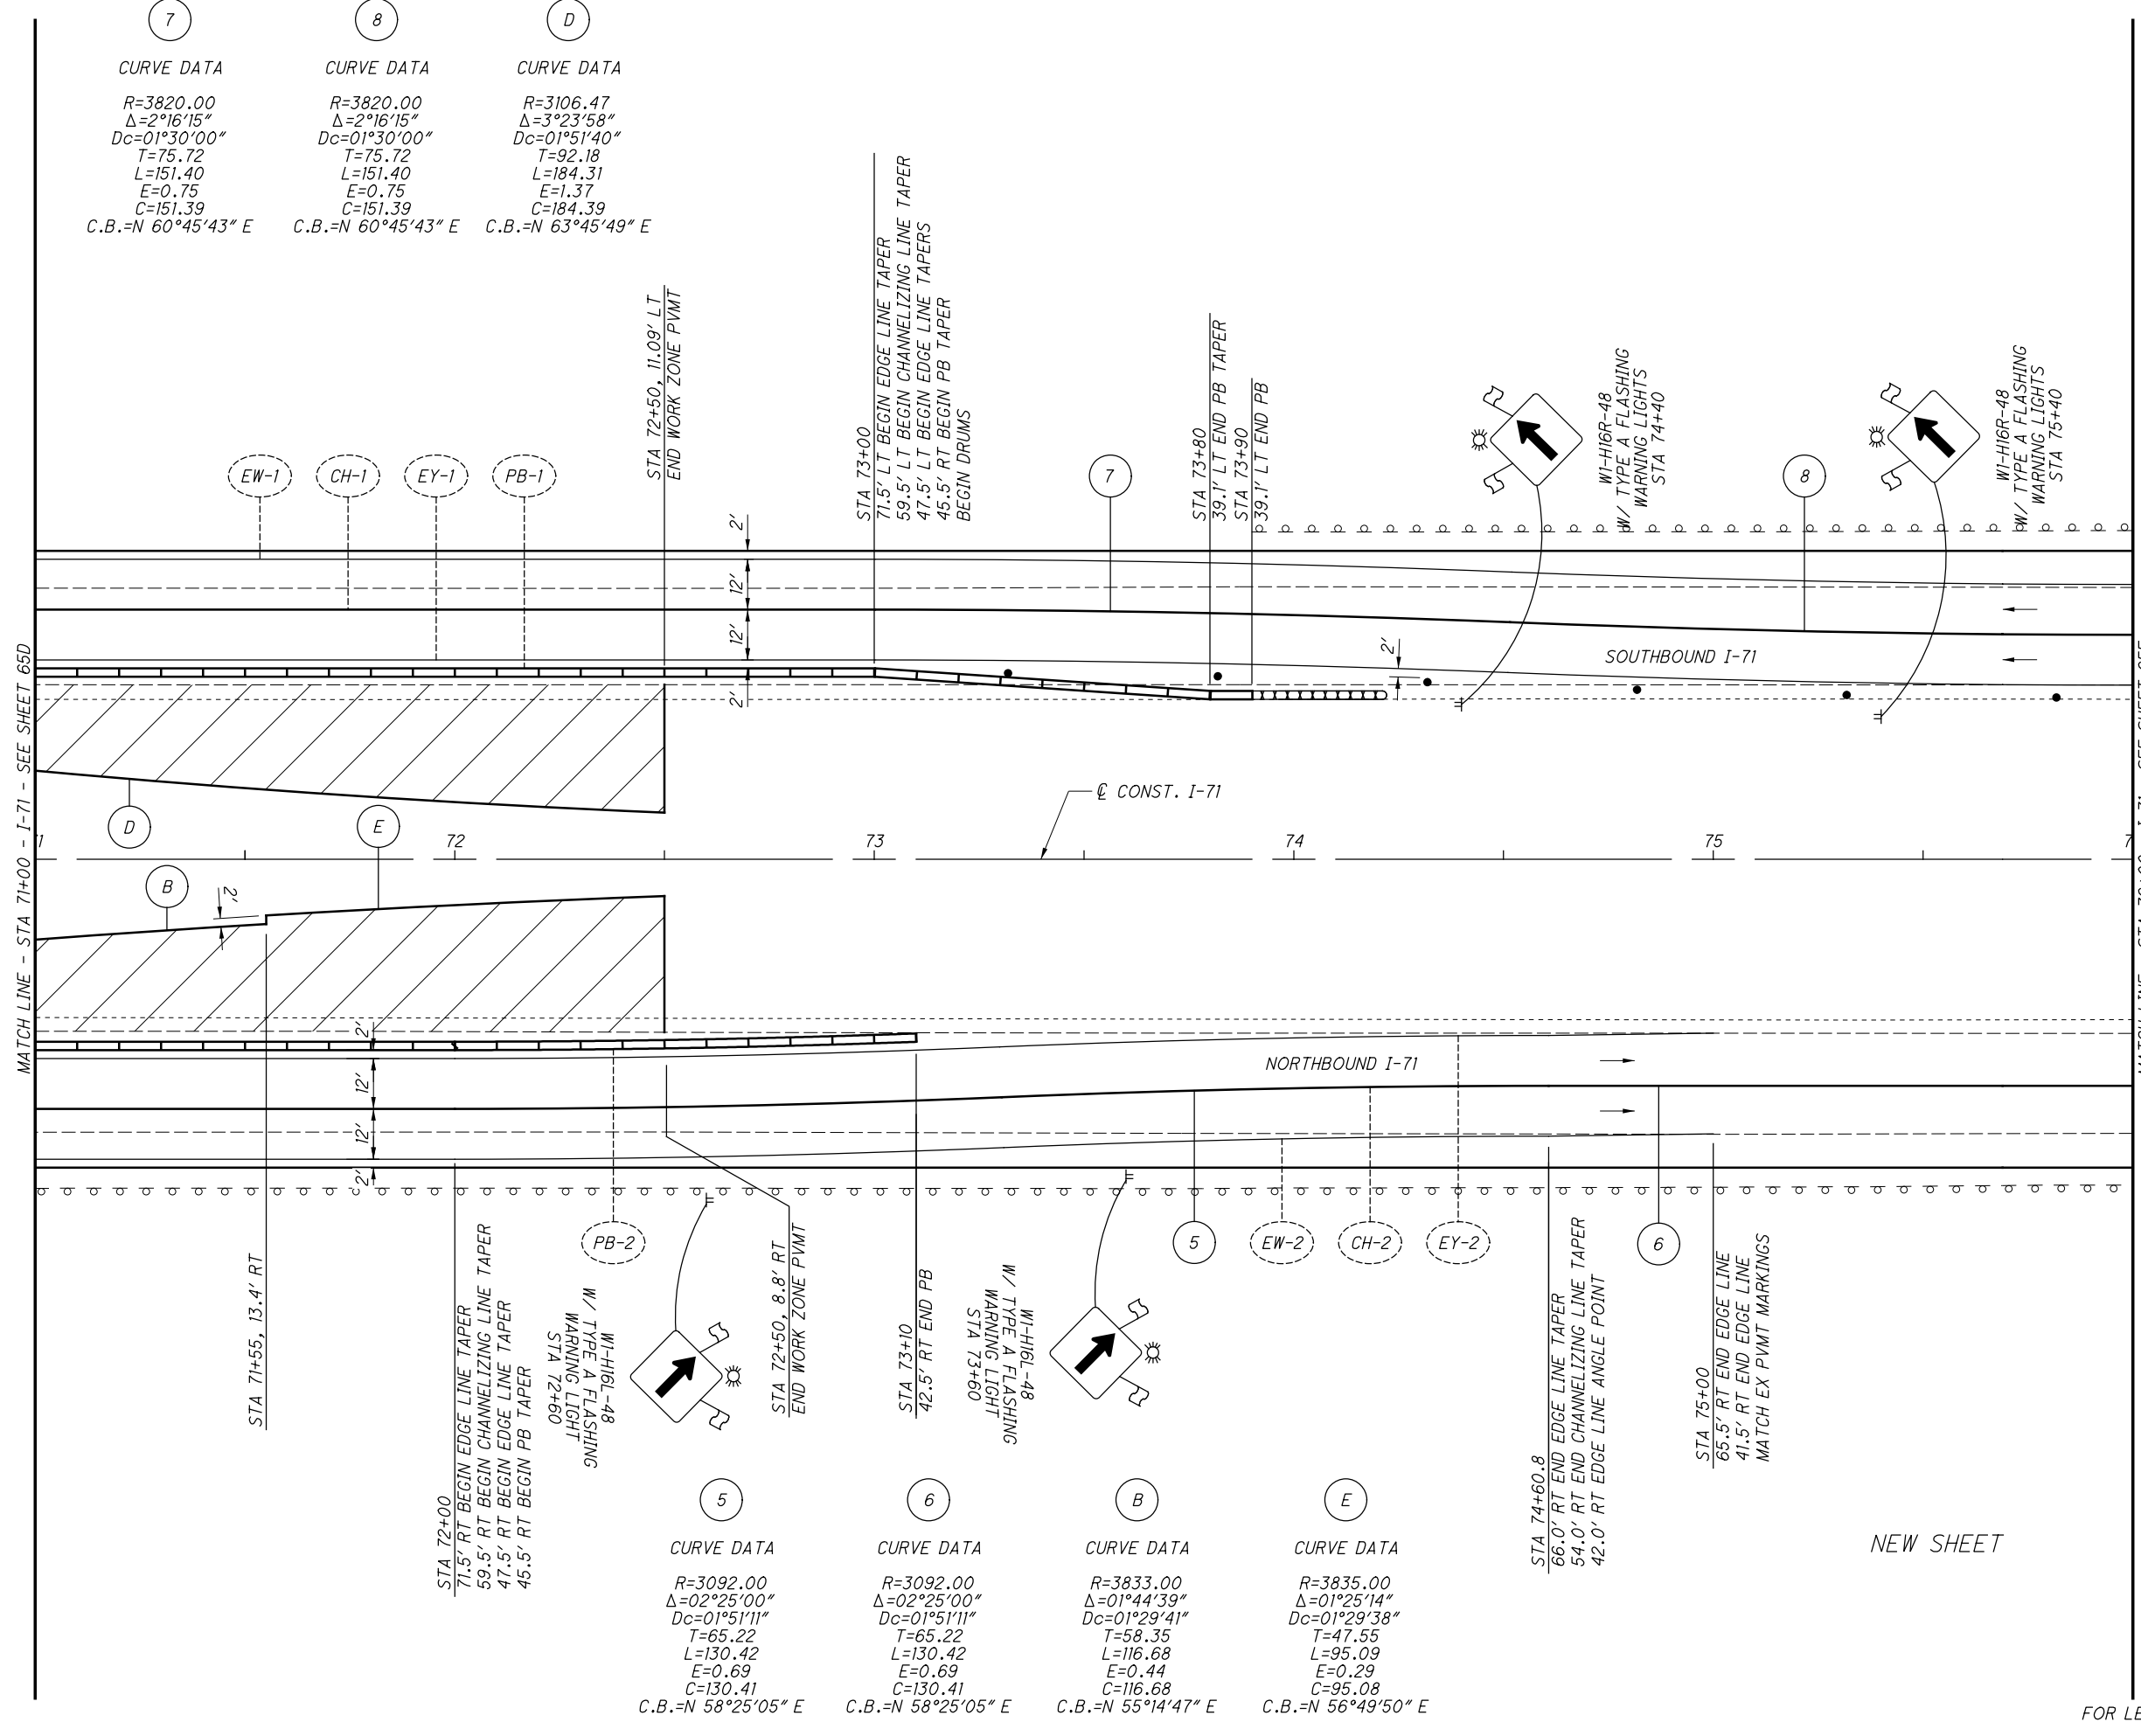 7
CURVE DATA
R=3820.00
Δ=2°16'15"
Dc=01°30'00"
T=75.72
L=151.40
E=0.75
C=151.39
C.B.=N 60°45'43" E
8
CURVE DATA
R=3820.00
Δ=2°16'15"
Dc=01°30'00"
T=75.72
L=151.40
E=0.75
C=151.39
C.B.=N 60°45'43" E
D
CURVE DATA
R=3106.47
Δ=3°23'58"
Dc=01°51'40"
T=92.18
L=184.31
E=1.37
C=184.39
C.B.=N 63°45'49" E
EW-1
CH-1
EY-1
PB-1
STA 72+50, 11.09' LT
END WORK ZONE PVMT
2'
12'
12'
2'
STA 73+00
71.5' LT BEGIN EDGE LINE TAPER
59.5' LT BEGIN CHANNELIZING LINE TAPER
47.5' LT BEGIN EDGE LINE TAPERS
45.5' RT BEGIN PB TAPER
BEGIN DRUMS
7
STA 73+80
39.1' LT END PB TAPER
STA 73+90
39.1' LT END PB
2'
W1-H16R-48
W/ TYPE A FLASHING
WARNING LIGHTS
STA 74+40
8
W1-H16R-48
W/ TYPE A FLASHING
WARNING LIGHTS
STA 75+40
SOUTHBOUND I-71
MATCH LINE - STA 71+00 - I-71 - SEE SHEET 65D
D
E
B
2'
℄ CONST. I-71
72
73
74
75
NORTHBOUND I-71
2'
12'
12'
2'
STA 71+55, 13.4' RT
STA 72+00
71.5' RT BEGIN EDGE LINE TAPER
59.5' RT BEGIN CHANNELIZING LINE TAPER
47.5' RT BEGIN EDGE LINE TAPER
45.5' RT BEGIN PB TAPER
PB-2
W1-H16L-48
W/ TYPE A FLASHING
WARNING LIGHT
STA 72+60
STA 72+50, 8.8' RT
END WORK ZONE PVMT
STA 73+10
42.5' RT END PB
W1-H16L-48
W/ TYPE A FLASHING
WARNING LIGHT
STA 73+60
5
EW-2
CH-2
EY-2
6
STA 74+60.8
66.0' RT END EDGE LINE TAPER
54.0' RT END CHANNELIZING LINE TAPER
42.0' RT EDGE LINE ANGLE POINT
STA 75+00
65.5' RT END EDGE LINE
41.5' RT END EDGE LINE
MATCH EX PVMT MARKINGS
5
CURVE DATA
R=3092.00
Δ=02°25'00"
Dc=01°51'11"
T=65.22
L=130.42
E=0.69
C=130.41
C.B.=N 58°25'05" E
6
CURVE DATA
R=3092.00
Δ=02°25'00"
Dc=01°51'11"
T=65.22
L=130.42
E=0.69
C=130.41
C.B.=N 58°25'05" E
B
CURVE DATA
R=3833.00
Δ=01°44'39"
Dc=01°29'41"
T=58.35
L=116.68
E=0.44
C=116.68
C.B.=N 55°14'47" E
E
CURVE DATA
R=3835.00
Δ=01°25'14"
Dc=01°29'38"
T=47.55
L=95.09
E=0.29
C=95.08
C.B.=N 56°49'50" E
NEW SHEET
FOR